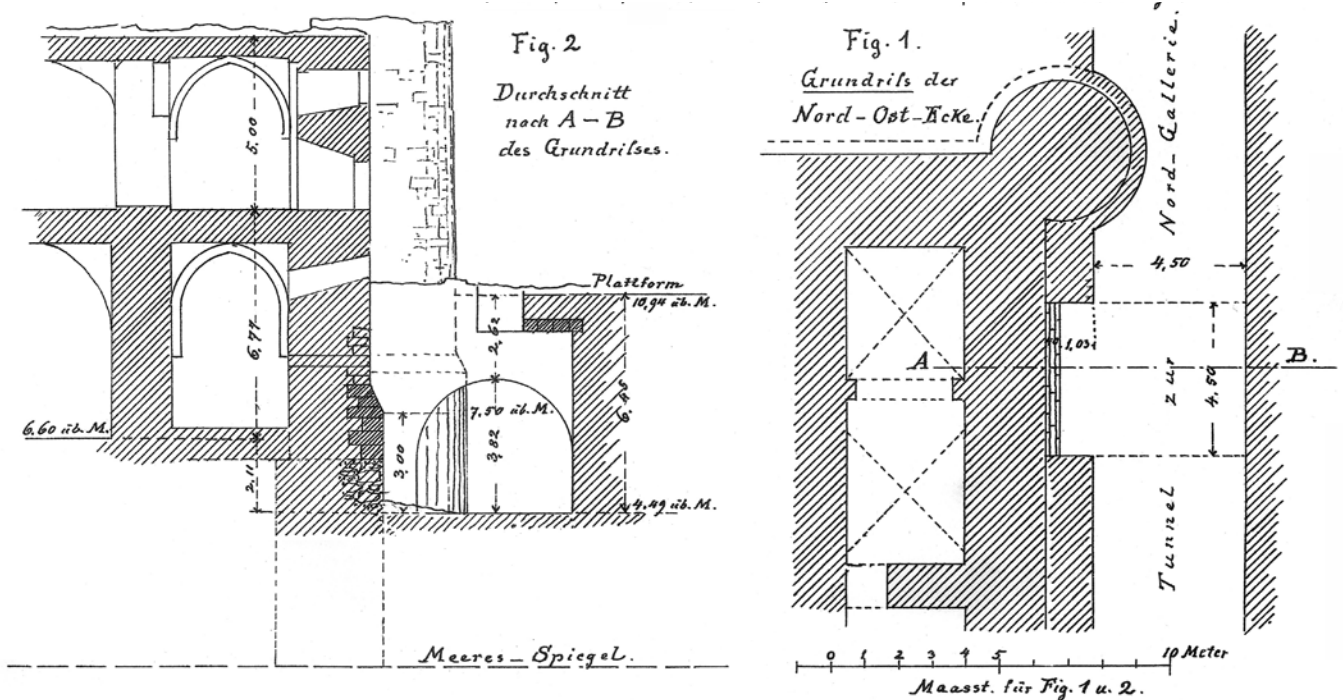 Fig. 2
Durchschnitt
nach A–B
des Grundrisses.
5.00
6,77
2,11
6.60 üb. M.
Plattform
10,94 üb. M.
2,62
6,45
7,50 üb. M.
3,00
3,82
4,49 üb. M.
Meeres-Spiegel.
Fig. 1.
Grundriſs der
Nord-Ost-Ecke.
Tunnel zur Nord-Gallerie.
4,50
1,03
A
B.
4,50
0 1 2 3 4 5 10 Meter
Maasst. für Fig. 1 u. 2.